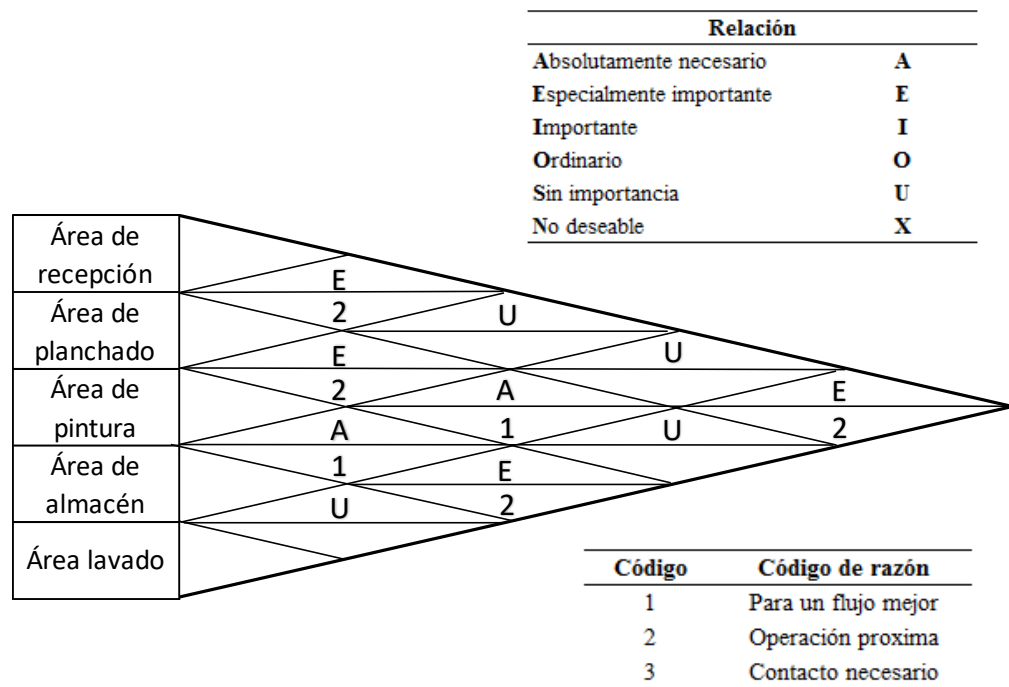 Relación
Absolutamente necesario A
Especialmente importante E
Importante I
Ordinario O
Sin importancia U
No deseable X
Área de
recepción
E
Área de
planchado
2 U
E U
Área de
pintura
2 A E
A 1 U 2
Área de
almacén
1 E
U 2
Área lavado
Código Código de razón
1 Para un flujo mejor
2 Operación proxima
3 Contacto necesario